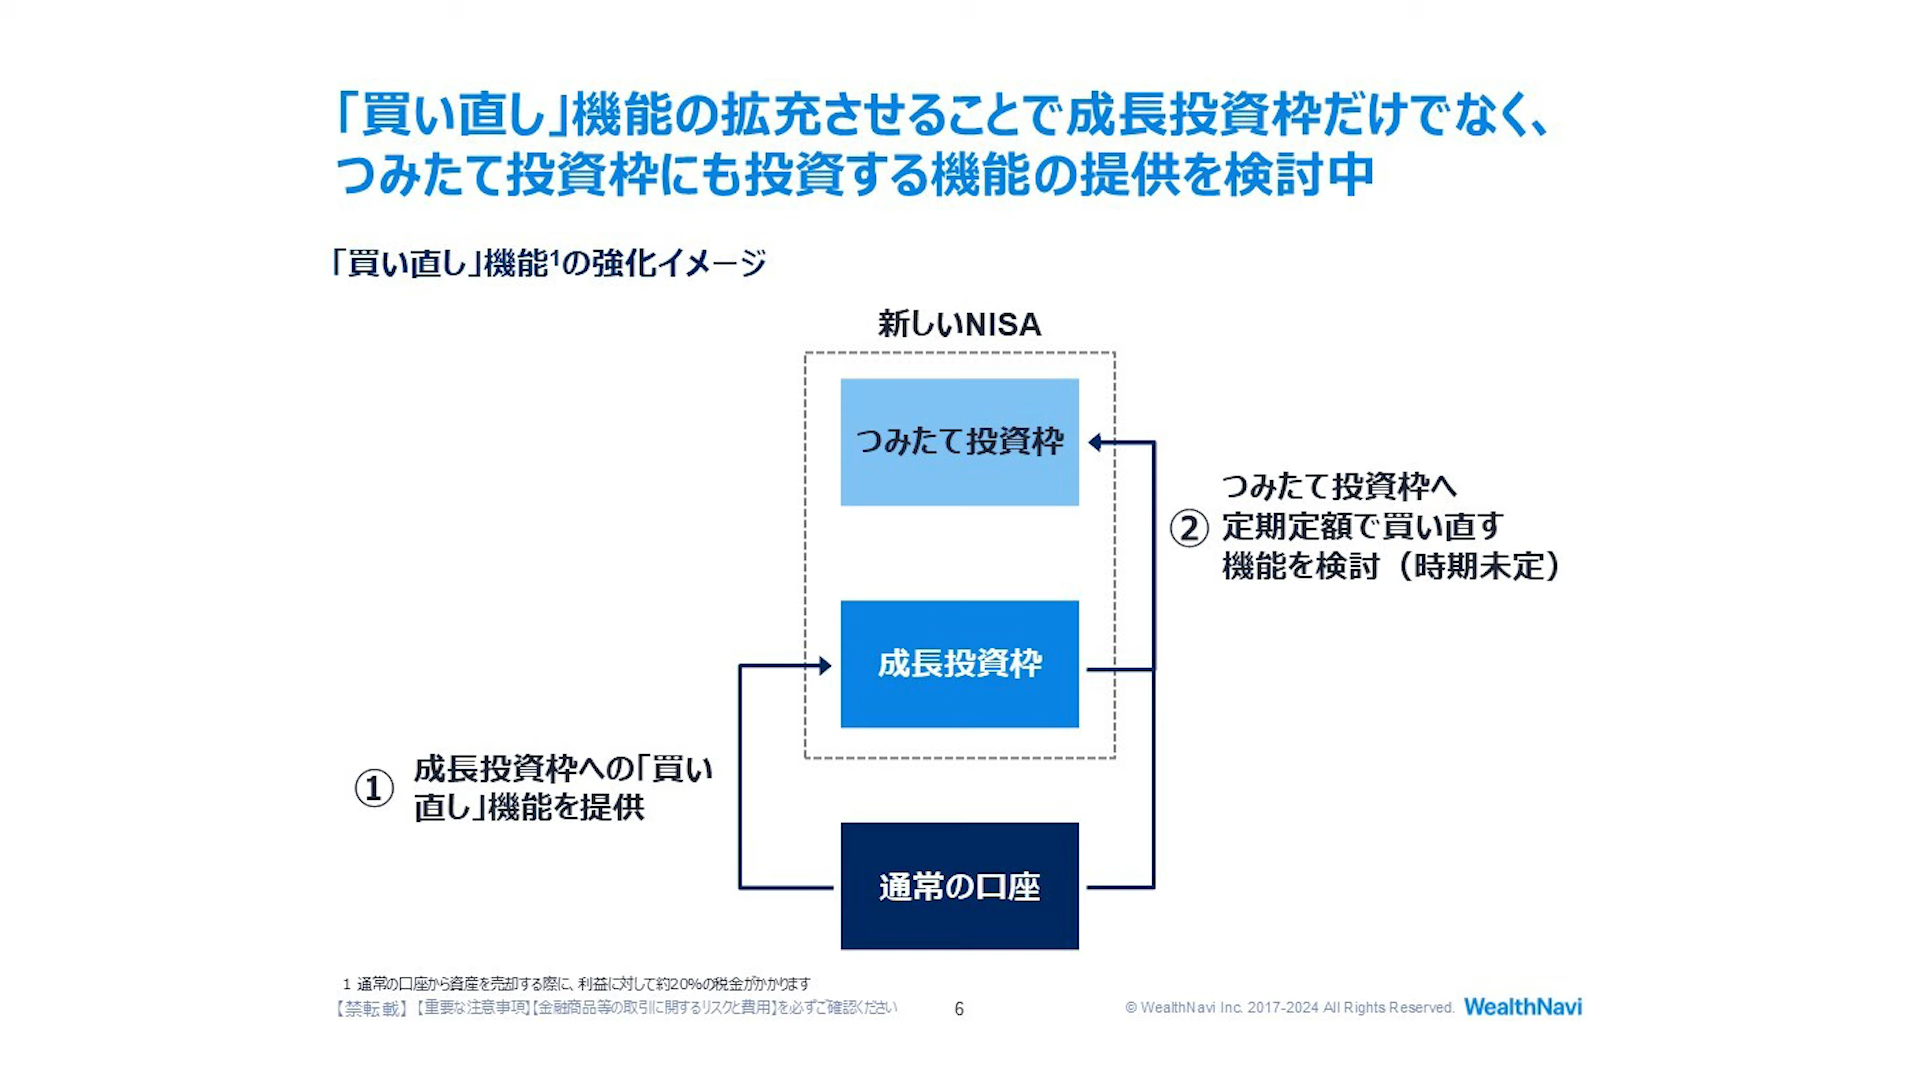 「買い直し」機能の拡充させることで成長投資枠だけでなく、
つみたて投資枠にも投資する機能の提供を検討中
「買い直し」機能¹の強化イメージ
新しいNISA
つみたて投資枠
② つみたて投資枠へ
定期定額で買い直す
機能を検討（時期未定）
成長投資枠
① 成長投資枠への「買い
直し」機能を提供
通常の口座
1 通常の口座から資産を売却する際に、利益に対して約20%の税金がかかります
【禁転載】【重要な注意事項】【金融商品等の取引に関するリスクと費用】を必ずご確認ください
6
© WealthNavi Inc. 2017-2024 All Rights Reserved.
WealthNavi